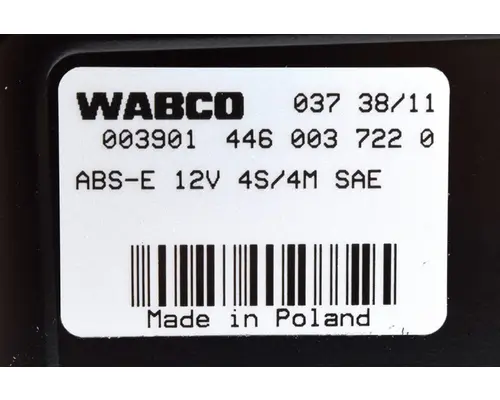 WABCO 037 38/11
003901 446 003 722 0
ABS-E 12V 4S/4M SAE
Made in Poland